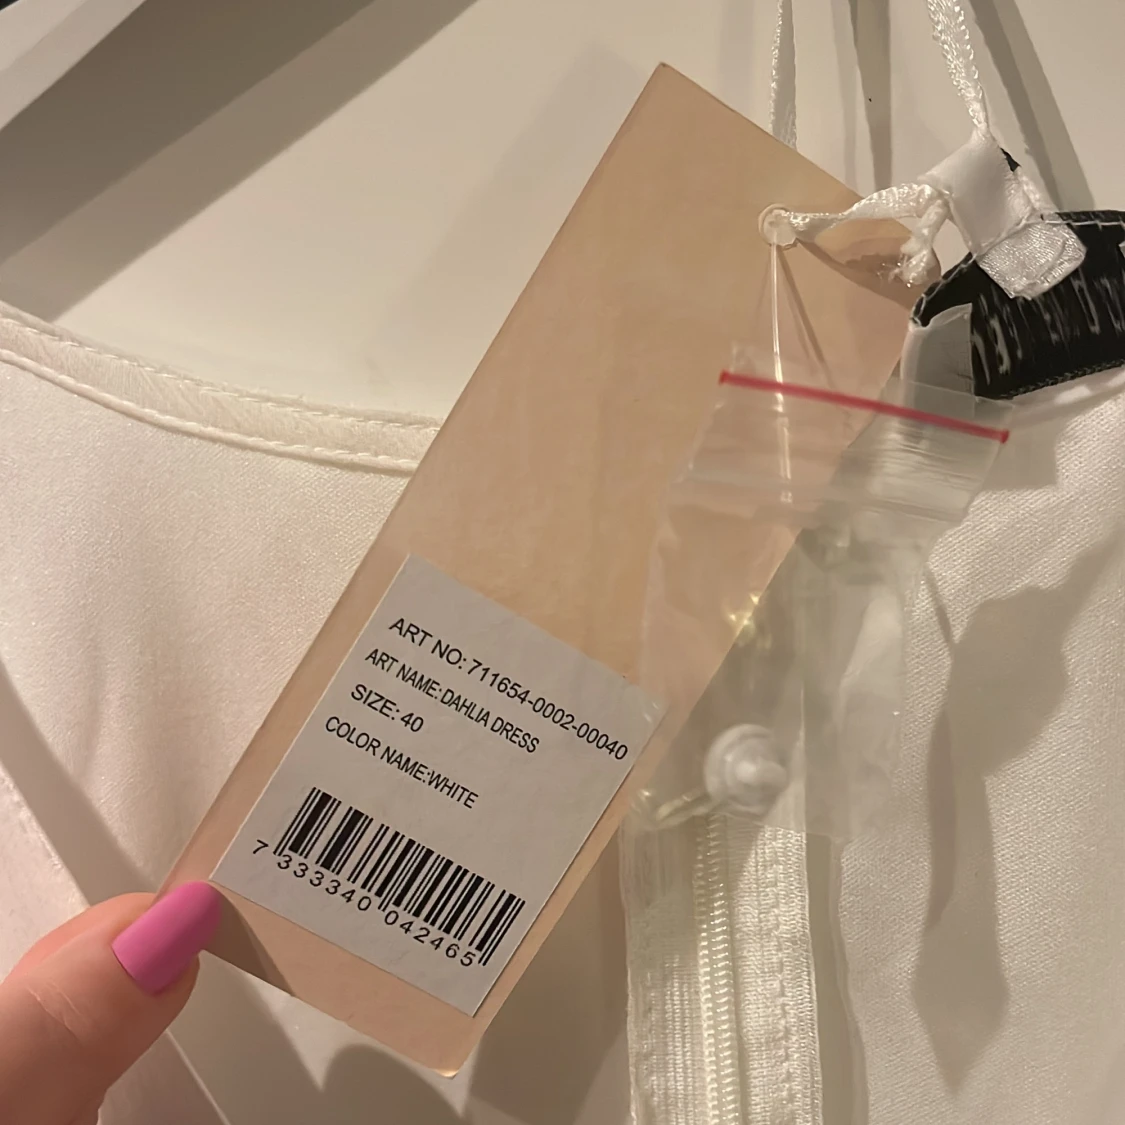 ART NO: 711654-0002-00040
ART NAME: DAHLIA DRESS
SIZE: 40
COLOR NAME:WHITE
7 333340 042465